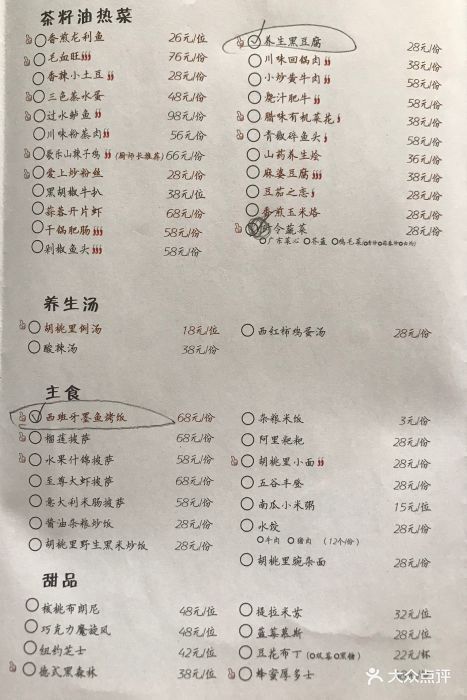 茶籽油热菜
香煎龙利鱼 26元/位
毛血旺 76元/份
香辣小土豆 28元/份
三色蒸水蛋 48元/份
过水鲈鱼 98元/份
川味粉蒸肉 56元/份
歌乐山辣子鸡 (厨师长推荐) 66元/份
爱上炒粉丝 28元/份
黑胡椒牛扒 38元/位
蒜蓉开片虾 68元/份
干锅肥肠 58元/份
剁椒鱼头 58元/份
养生黑豆腐 28元/份
川味回锅肉 38元/份
小炒黄牛肉 58元/份
烧汁肥牛 58元/份
腊味有机菜花 38元/份
青椒碎鱼头 58元/份
山药养生烩 36元/份
麻婆豆腐 38元/份
豆茄之恋 28元/份
香煎玉米烙 28元/份
时令蔬菜 28元/份
广东菜心 芥蓝 鸡毛菜
养生汤
胡桃里例汤 18元/位
酸辣汤 38元/份
西红柿鸡蛋汤 28元/份
主食
西班牙墨鱼烤饭 68元/份
榴莲披萨 68元/份
水果什锦披萨 58元/份
至尊大虾披萨 68元/份
意大利米肠披萨 58元/份
酱油杂粮炒饭 28元/份
胡桃里野生黑米炒饭 28元/份
杂粮米饭 3元/份
阿里粑粑 28元/份
胡桃里小面 28元/份
五谷丰登 28元/份
南瓜小米粥 15元/位
水饺 28元/份
牛肉 猪肉 (12个/份)
胡桃里豌杂面 28元/份
甜品
核桃布朗尼 48元/位
巧克力魔旋风 48元/位
纽约芝士 42元/位
德式黑森林 38元/位
提拉米苏 32元/位
蓝莓慕斯 28元/位
豆花布丁 22元/杯
蜂蜜厚多士
大众点评